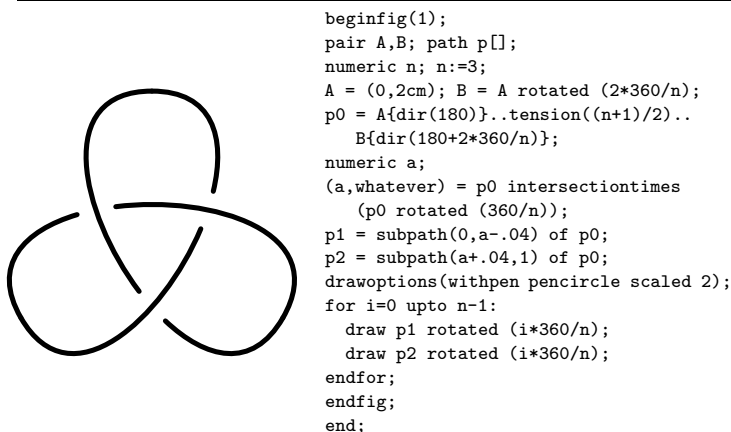 beginfig(1);
pair A,B; path p[];
numeric n; n:=3;
A = (0,2cm); B = A rotated (2*360/n);
p0 = A{dir(180)}..tension((n+1)/2)..
B{dir(180+2*360/n)};
numeric a;
(a,whatever) = p0 intersectiontimes
(p0 rotated (360/n));
p1 = subpath(0,a-.04) of p0;
p2 = subpath(a+.04,1) of p0;
drawoptions(withpen pencircle scaled 2);
for i=0 upto n-1:
draw p1 rotated (i*360/n);
draw p2 rotated (i*360/n);
endfor;
endfig;
end;